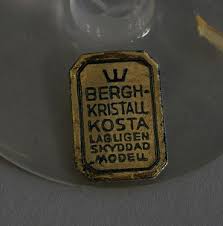 BERGH-
KRISTALL
KOSTA
LAGLIGEN
SKYDDAD
MODELL